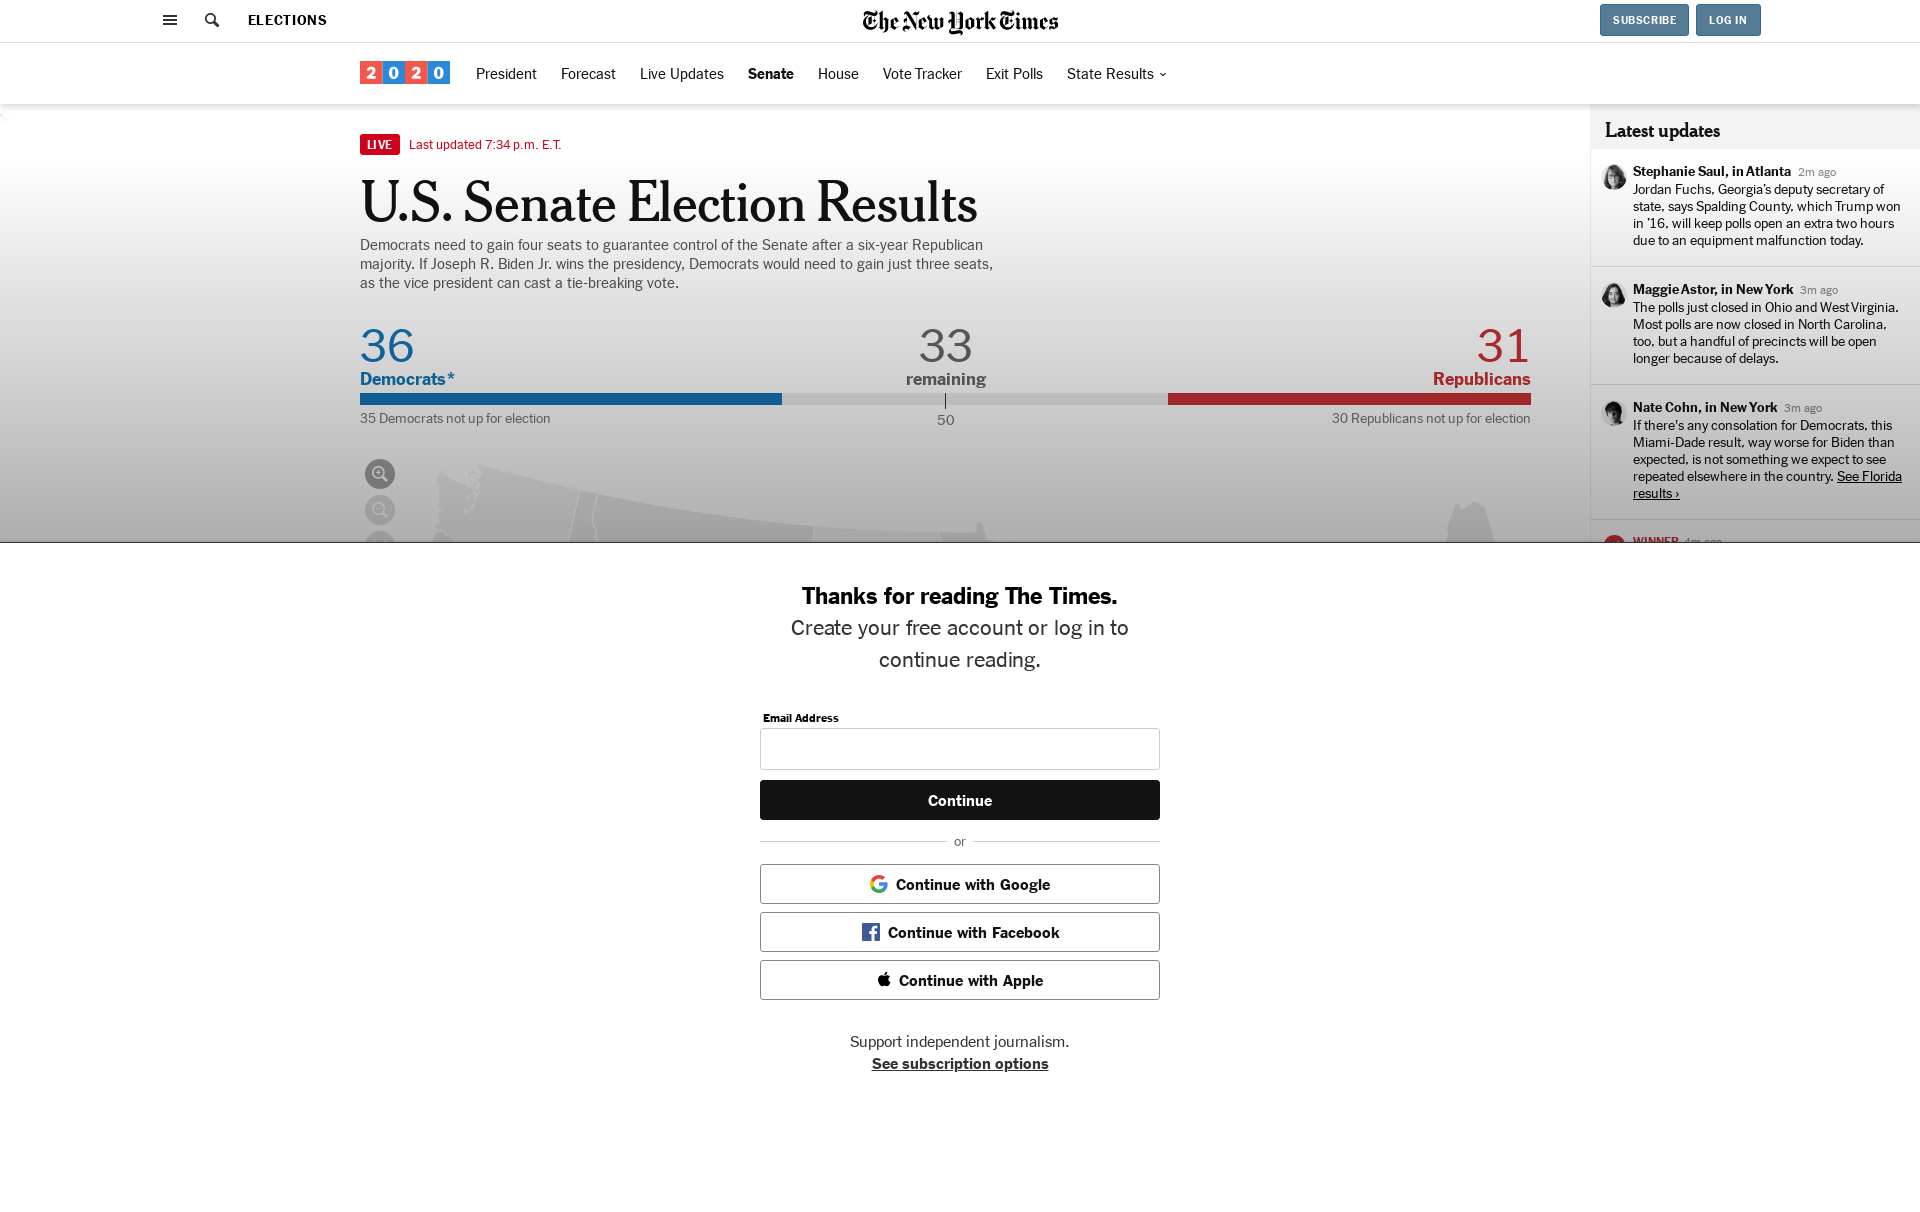 ELECTIONS
The New York Times
SUBSCRIBE
LOG IN
2020
President
Forecast
Live Updates
Senate
House
Vote Tracker
Exit Polls
State Results
LIVE
Last updated 7:34 p.m. E.T.
U.S. Senate Election Results
Democrats need to gain four seats to guarantee control of the Senate after a six-year Republican
majority. If Joseph R. Biden Jr. wins the presidency, Democrats would need to gain just three seats,
as the vice president can cast a tie-breaking vote.
36
33
31
Democrats*
remaining
Republicans
35 Democrats not up for election
50
30 Republicans not up for election
Latest updates
Stephanie Saul, in Atlanta 2m ago
Jordan Fuchs, Georgia's deputy secretary of
state, says Spalding County, which Trump won
in '16, will keep polls open an extra two hours
due to an equipment malfunction today.
Maggie Astor, in New York 3m ago
The polls just closed in Ohio and West Virginia.
Most polls are now closed in North Carolina,
too, but a handful of precincts will be open
longer because of delays.
Nate Cohn, in New York 3m ago
If there's any consolation for Democrats, this
Miami-Dade result, way worse for Biden than
expected, is not something we expect to see
repeated elsewhere in the country. See Florida
results ›
WINNER 4m ago
Thanks for reading The Times.
Create your free account or log in to
continue reading.
Email Address
Continue
or
Continue with Google
Continue with Facebook
Continue with Apple
Support independent journalism.
See subscription options